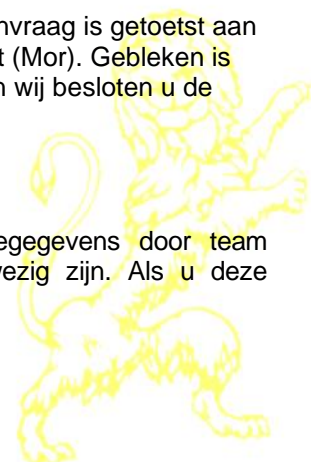 nvraag is getoetst aan
t (Mor). Gebleken is
n wij besloten u de
egegevens door team
vezig zijn. Als u deze